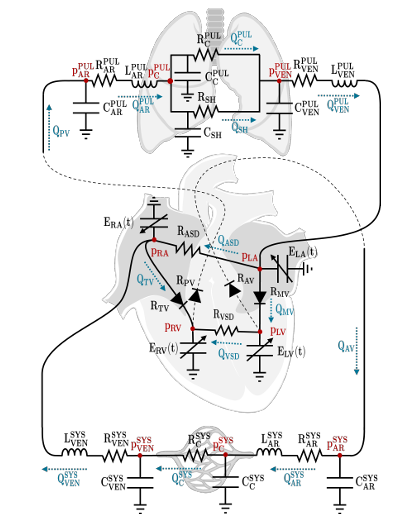 R_C^PUL Q_C^PUL
p_AR^PUL R_AR^PUL L_AR^PUL p_C^PUL C_C^PUL p_VEN^PUL R_VEN^PUL L_VEN^PUL
R_SH
C_AR^PUL Q_AR^PUL C_VEN^PUL Q_VEN^PUL
Q_PV C_SH Q_SH
E_RA(t) R_ASD Q_ASD E_LA(t)
p_RA p_LA
Q_TV R_PV R_AV R_MV
R_TV Q_MV
p_RV R_VSD p_LV
E_RV(t) Q_VSD E_LV(t) Q_AV
L_VEN^SYS R_VEN^SYS p_VEN^SYS R_C^SYS p_C^SYS L_AR^SYS R_AR^SYS p_AR^SYS
Q_VEN^SYS C_VEN^SYS Q_C^SYS C_C^SYS Q_AR^SYS C_AR^SYS